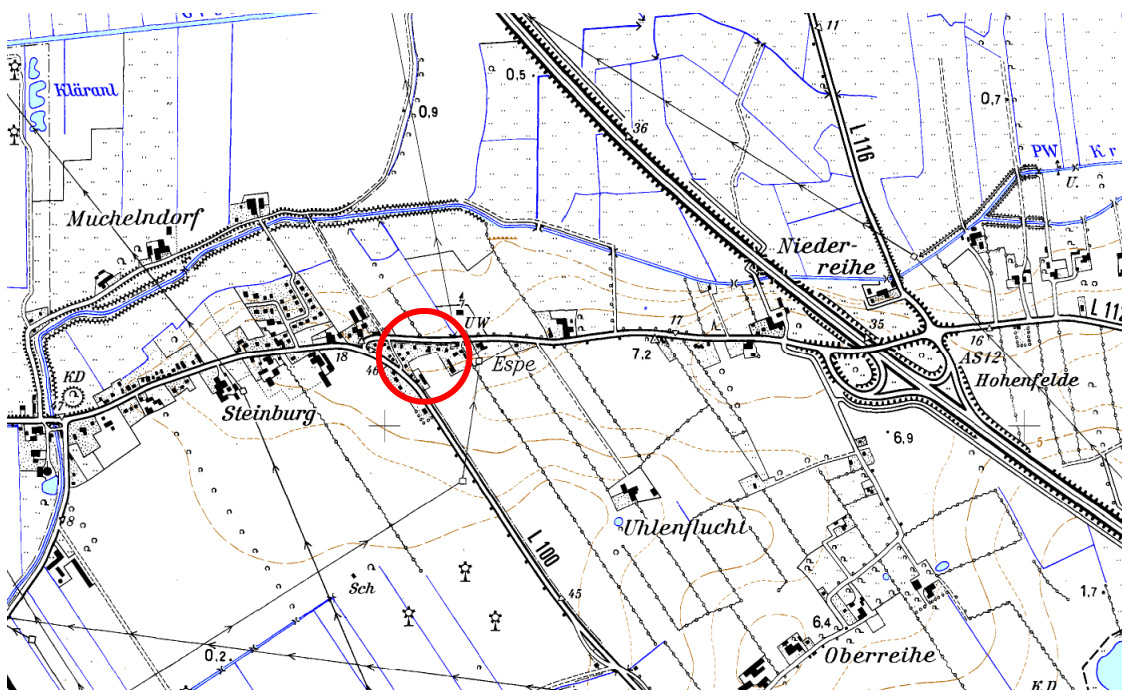 Kläranl
0,5
11
36
0,9
L 116
0,7
PW
Kr
U.
Muchelndorf
Nieder-
reihe
UW
17
35
L 112
18
7,2
16
AS12
Espe
46
KD
Hohenfelde
Steinburg
6,9
5
Uhlenflucht
L 100
78
Sch
45
1,7
6,4
0,2
Oberreihe
K D